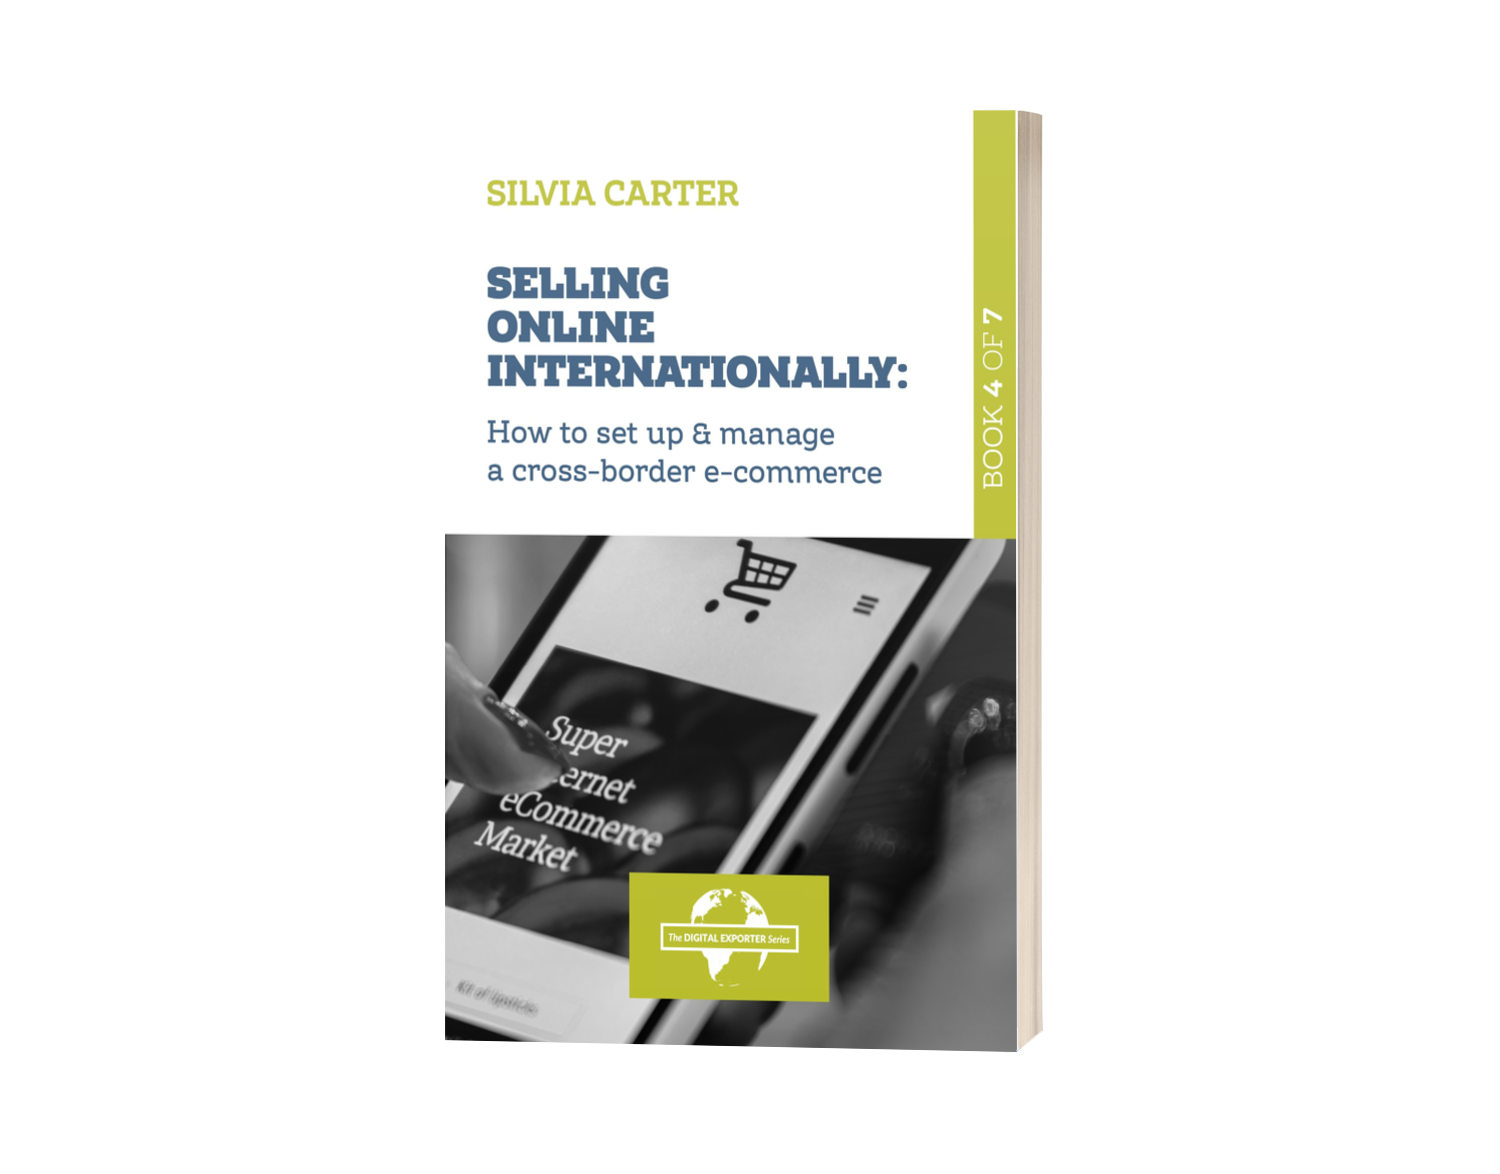 SILVIA CARTER
SELLING
ONLINE
INTERNATIONALLY:
How to set up & manage
a cross-border e-commerce
BOOK 4 OF 7
Super
ernet
eCommerce
Market
The DIGITAL EXPORTER Series